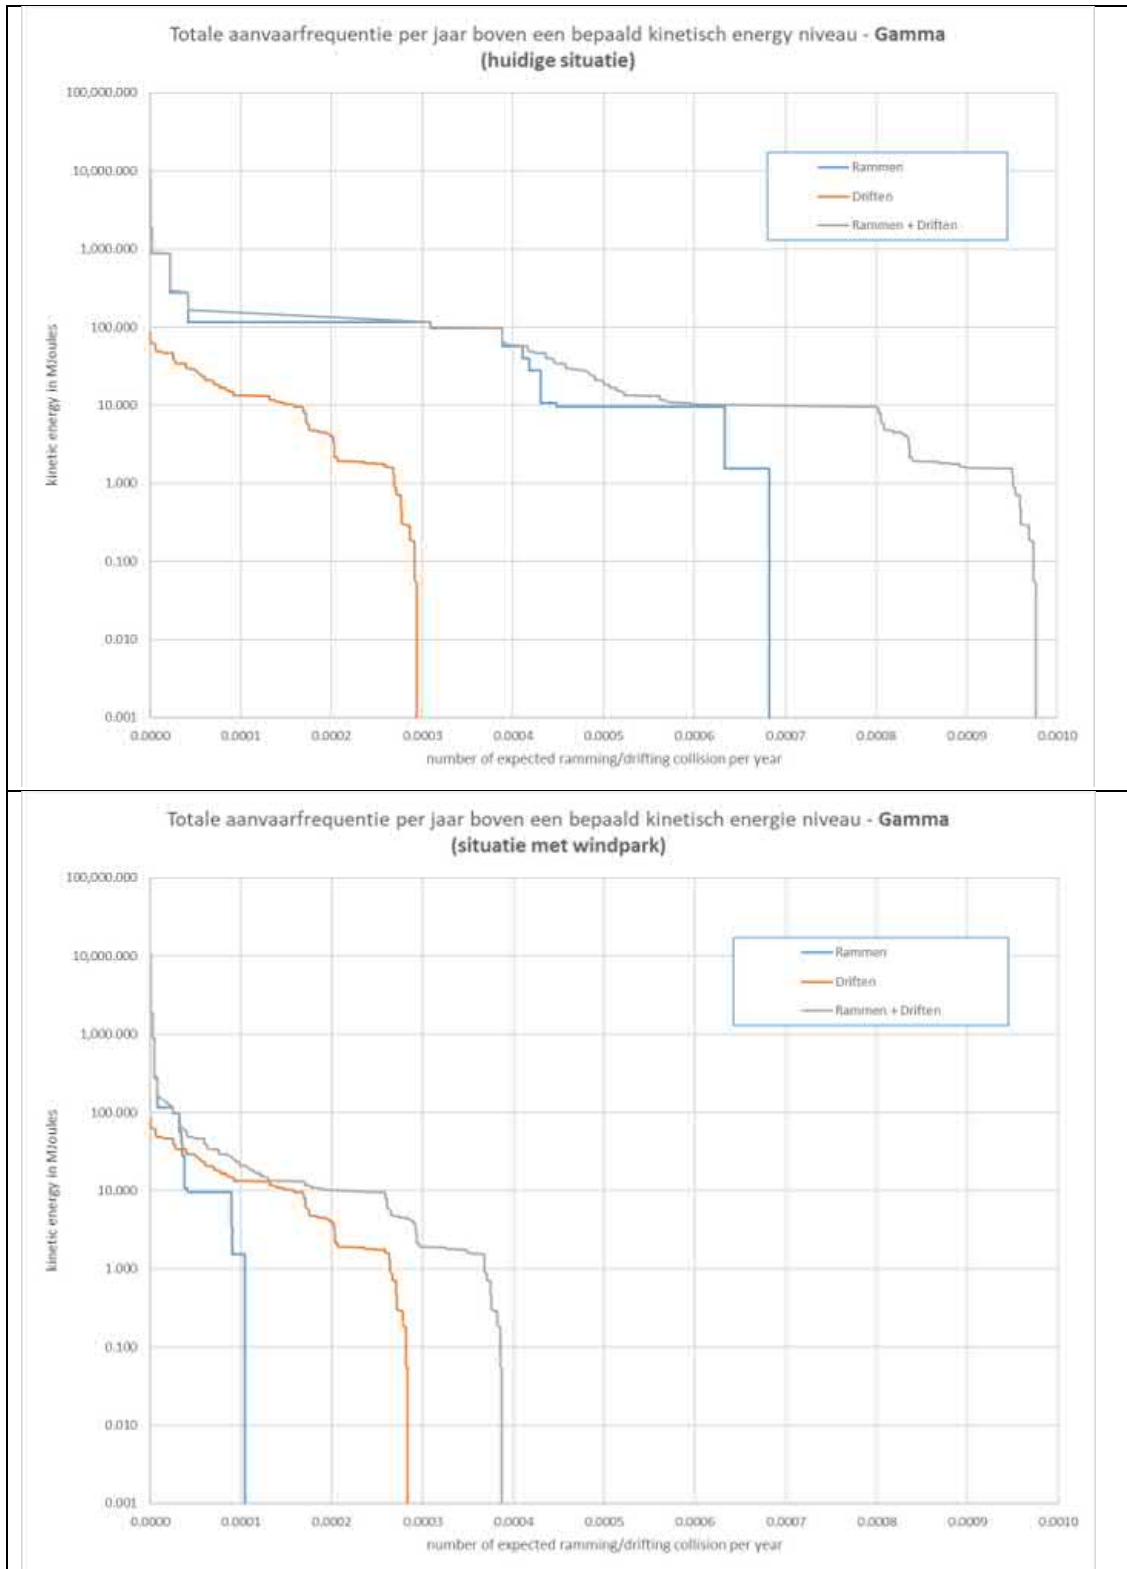 Totale aanvaarfrequentie per jaar boven een bepaald kinetisch energy niveau - Gamma
(huidige situatie)
100,000.000
10,000.000
1,000.000
100.000
10.000
1.000
0.100
0.010
0.001
kinetic energy in MJoules
Rammen
Driften
Rammen + Driften
0.0000 0.0001 0.0002 0.0003 0.0004 0.0005 0.0006 0.0007 0.0008 0.0009 0.0010
number of expected ramming/drifting collision per year
Totale aanvaarfrequentie per jaar boven een bepaald kinetisch energie niveau - Gamma
(situatie met windpark)
100,000.000
10,000.000
1,000.000
100.000
10.000
1.000
0.100
0.010
0.001
kinetic energy in MJoules
Rammen
Driften
Rammen + Driften
0.0000 0.0001 0.0002 0.0003 0.0004 0.0005 0.0006 0.0007 0.0008 0.0009 0.0010
number of expected ramming/drifting collision per year